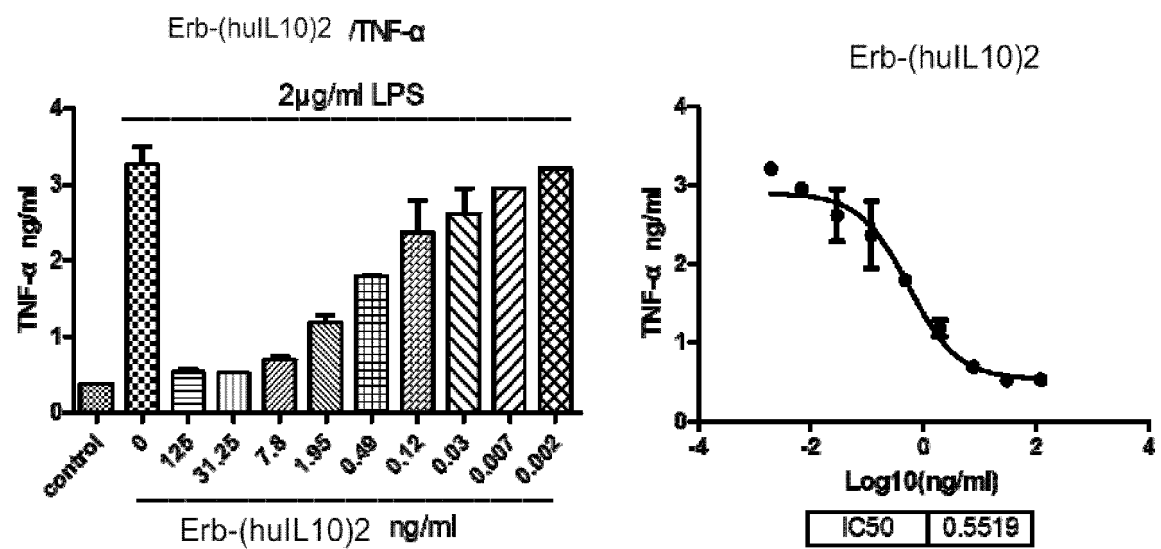 Erb-(huIL10)2 /TNF-α
2μg/ml LPS
TNF-α ng/ml
4
3
2
1
0
control 0 125 31.25 7.8 1.95 0.49 0.12 0.03 0.007 0.002
Erb-(huIL10)2 ng/ml
Erb-(huIL10)2
TNF-α ng/ml
4
3
2
1
0
-4 -2 0 2 4
Log10(ng/ml)
IC50 0.5519